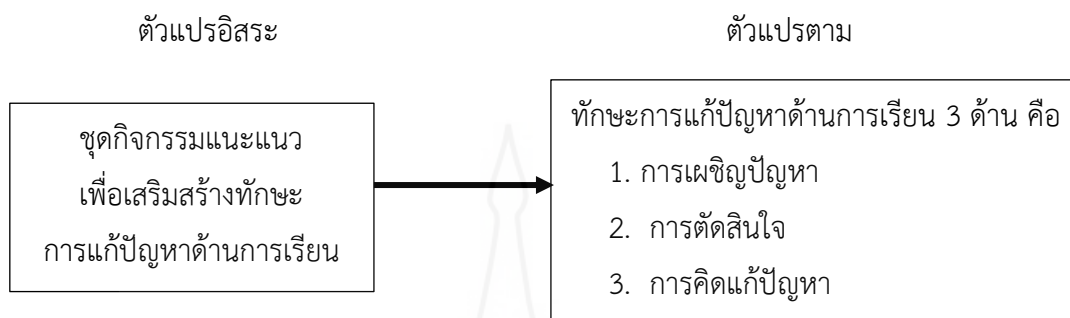 ตัวแปรอิสระ
ตัวแปรตาม
ชุดกิจกรรมแนะแนว
เพื่อเสริมสร้างทักษะ
การแก้ปัญหาด้านการเรียน
ทักษะการแก้ปัญหาด้านการเรียน 3 ด้าน คือ
1. การเผชิญปัญหา
2. การตัดสินใจ
3. การคิดแก้ปัญหา